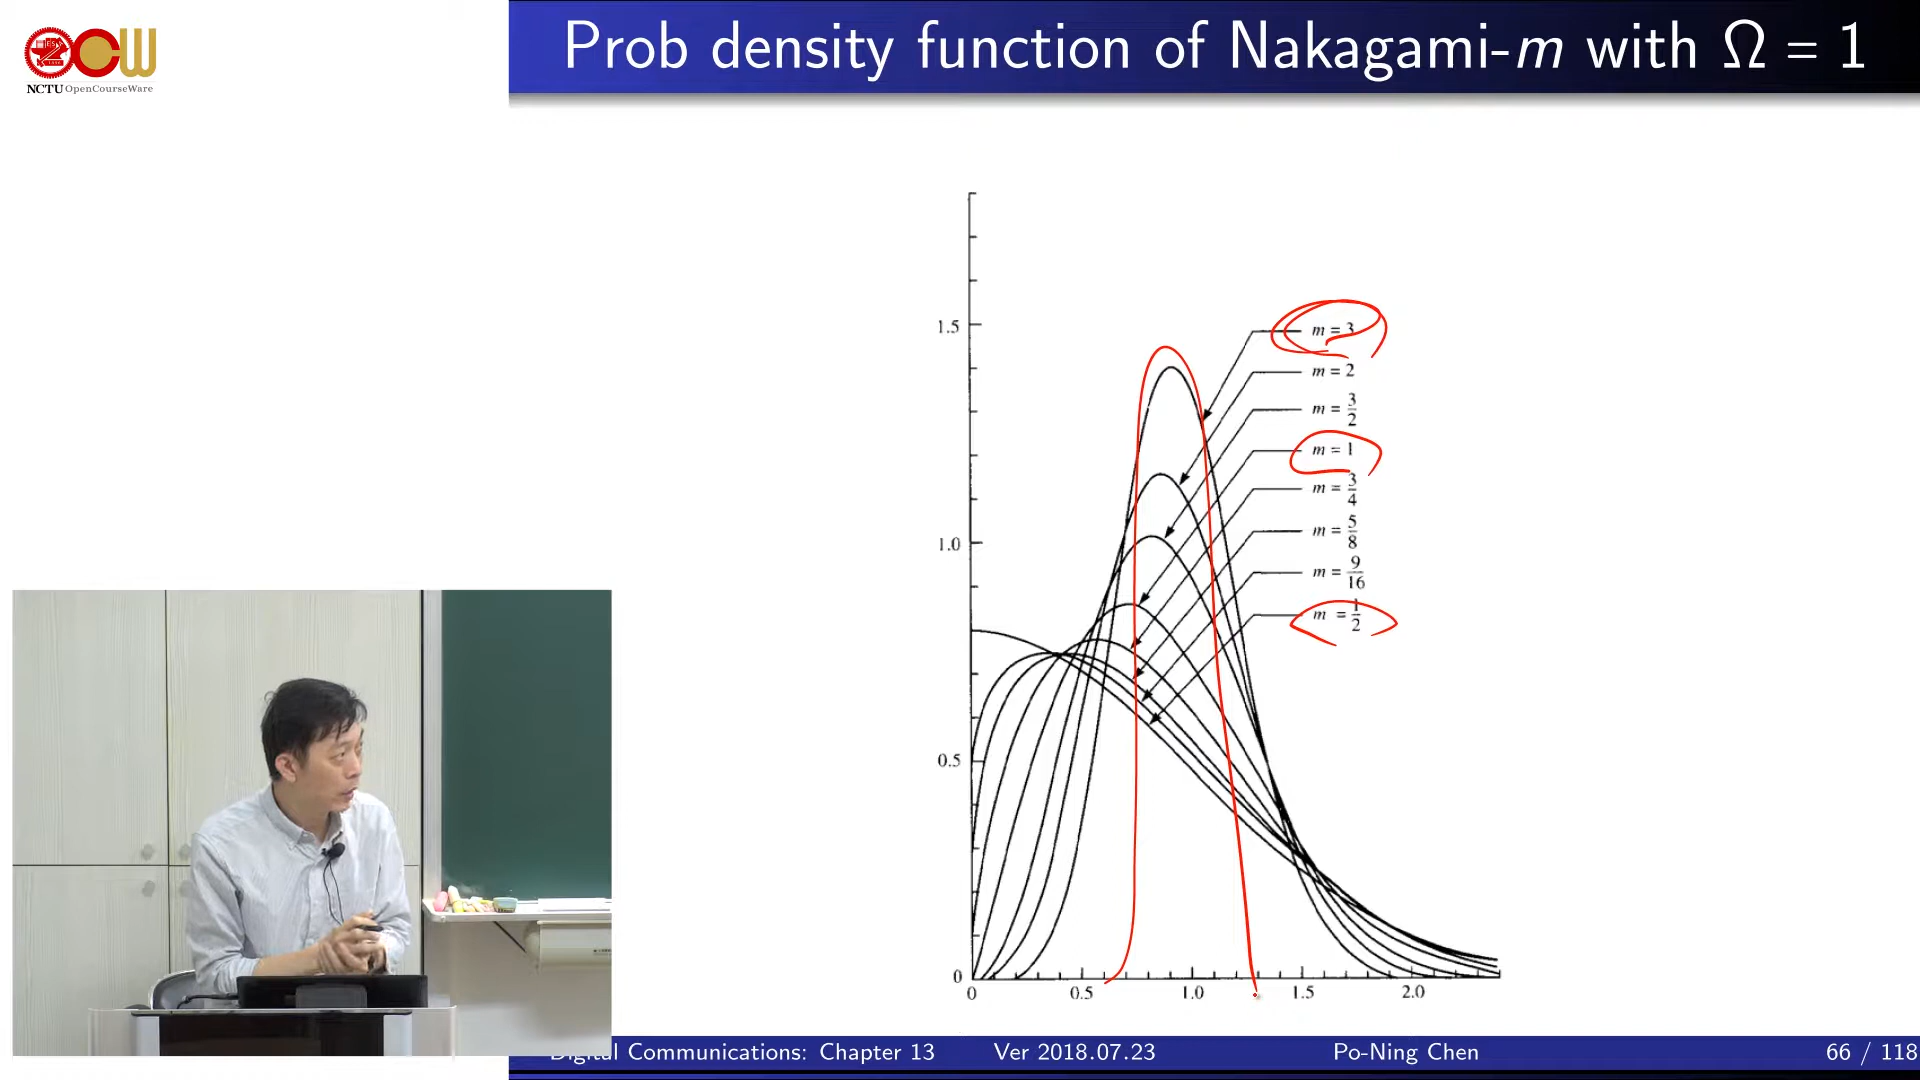 Prob density function of Nakagami-m with Ω = 1
NCTU OpenCourseWare
1.5
1.0
0.5
0
0
0.5
1.0
1.5
2.0
m = 3
m = 2
m = 3/2
m = 1
m = 3/4
m = 5/8
m = 9/16
m = 1/2
Digital Communications: Chapter 13 Ver 2018.07.23 Po-Ning Chen 66 / 118